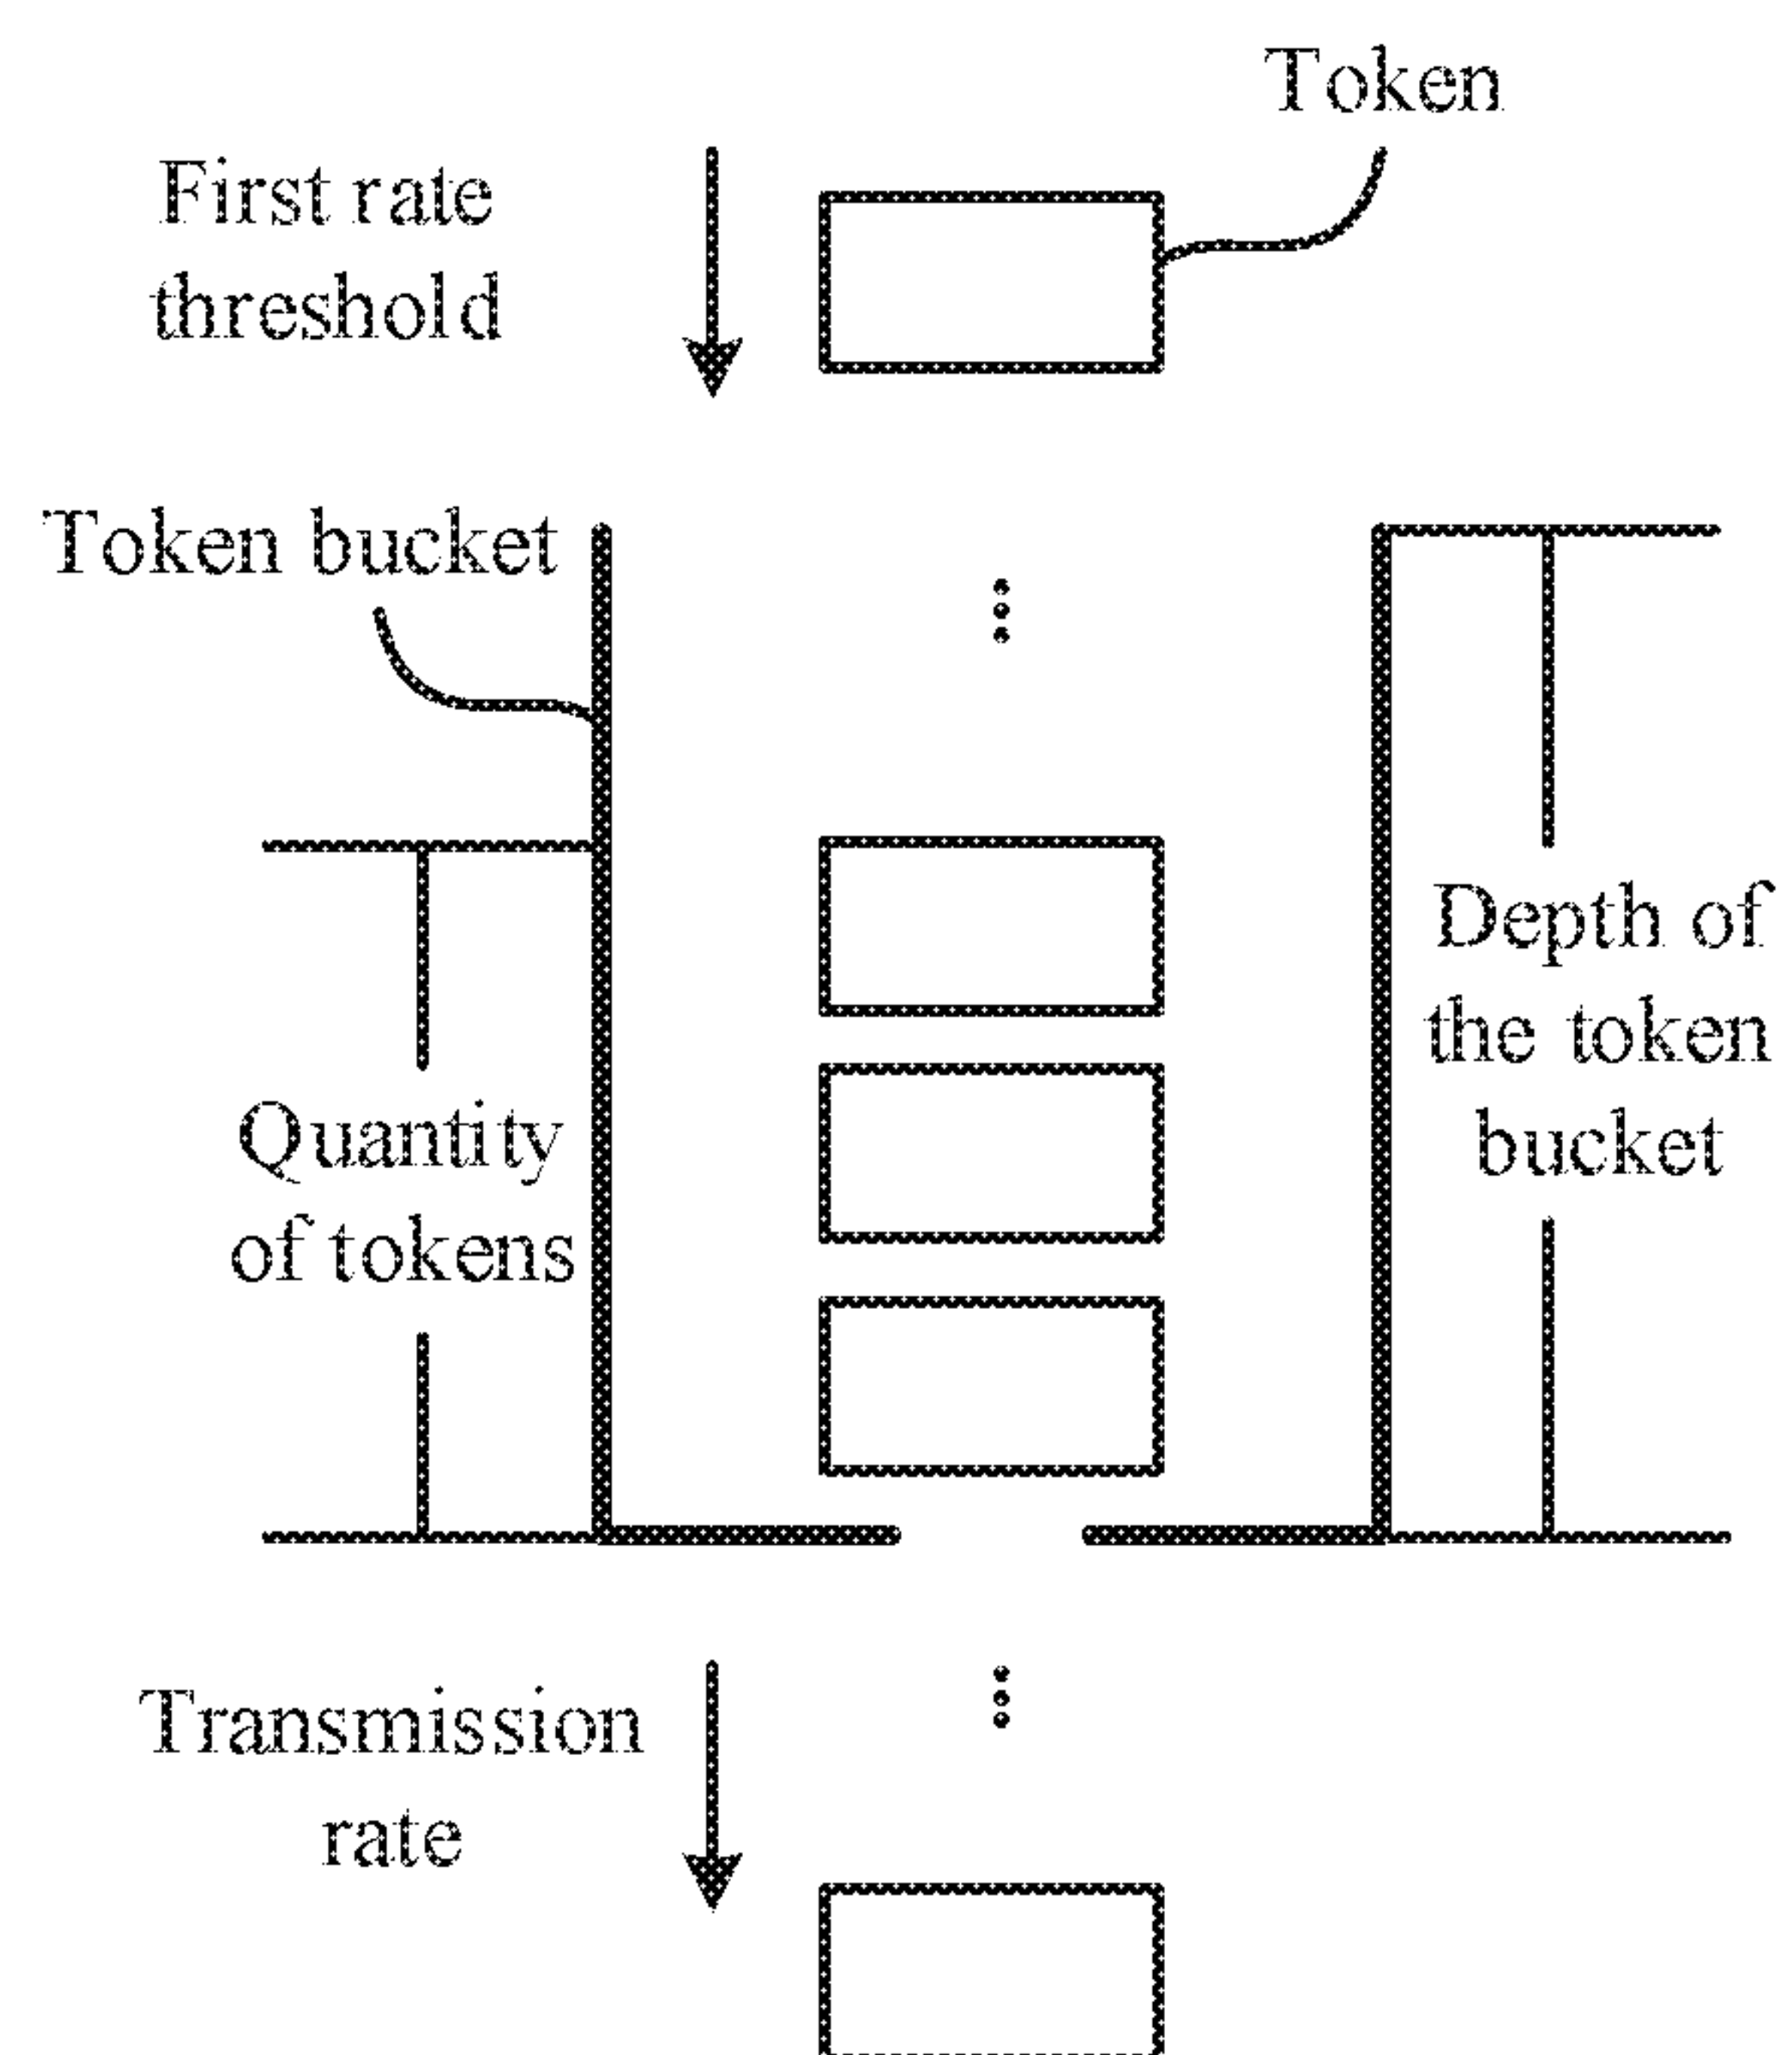 Token
First rate
threshold
Token bucket
Depth of
the token
bucket
Quantity
of tokens
Transmission
rate